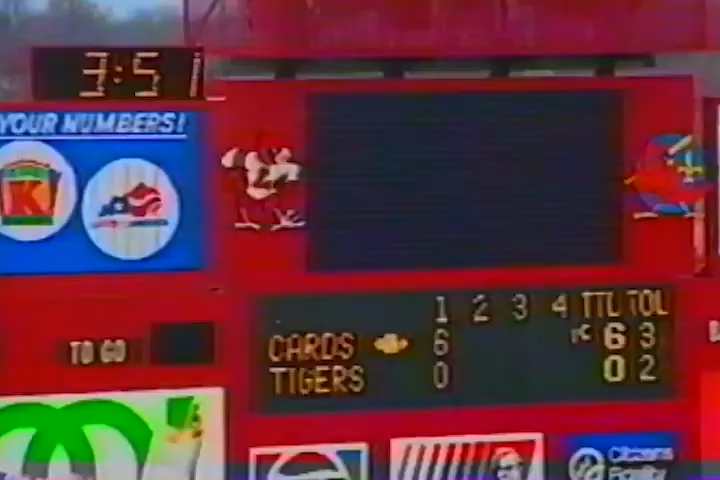 3:51
YOUR NUMBERS!
K
1 2 3 4 TTL TOL
CARDS 6 6 3
TIGERS 0 0 2
TO GO
Citizens